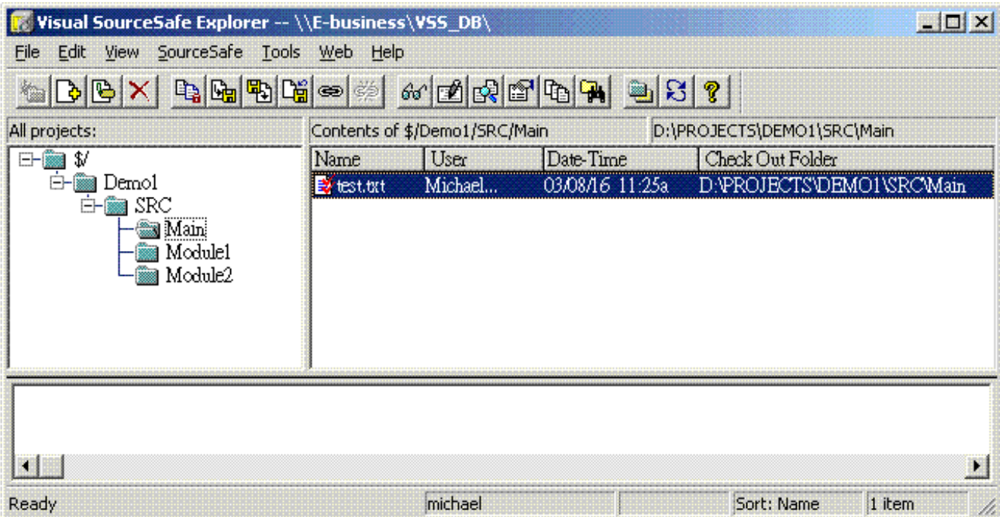 Visual SourceSafe Explorer -- \\E-business\VSS_DB\
File Edit View SourceSafe Tools Web Help
All projects:
Contents of $/Demo1/SRC/Main
D:\PROJECTS\DEMO1\SRC\Main
$/
Demo1
SRC
Main
Module1
Module2
Name User Date-Time Check Out Folder
test.txt Michael... 03/08/16 11:25a D:\PROJECTS\DEMO1\SRC\Main
Ready michael Sort: Name 1 item